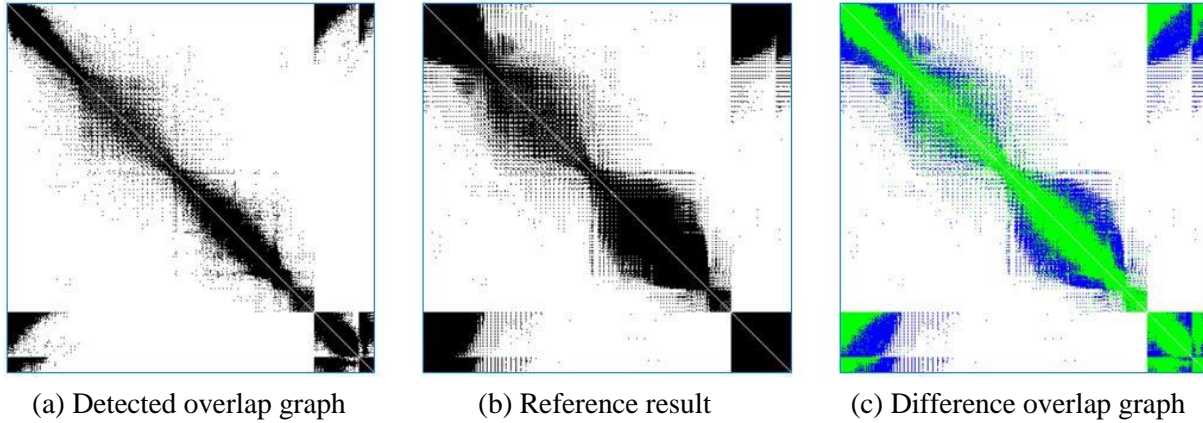 (a) Detected overlap graph
(b) Reference result
(c) Difference overlap graph